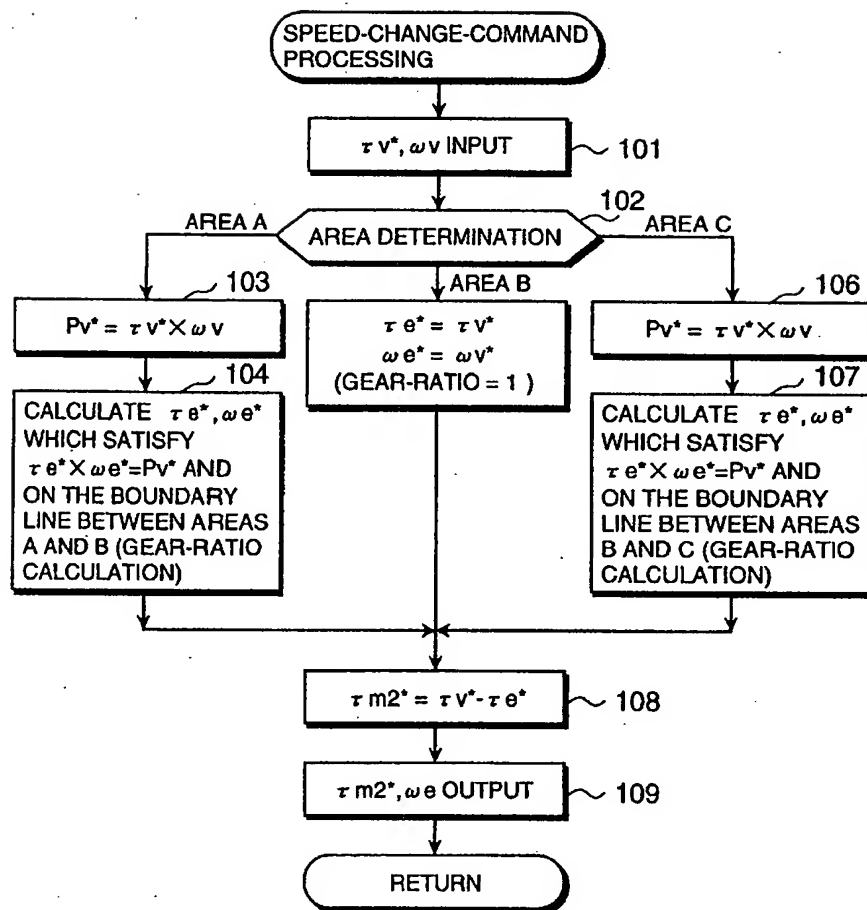 SPEED-CHANGE-COMMAND
PROCESSING
τv*, ωv INPUT
101
102
AREA A
AREA DETERMINATION
AREA C
AREA B
103
Pv* = τv*×ωv
τe* = τv*
ωe* = ωv*
(GEAR-RATIO = 1 )
106
Pv* = τv*×ωv
104
CALCULATE τe*, ωe*
WHICH SATISFY
τe*×ωe*=Pv* AND
ON THE BOUNDARY
LINE BETWEEN AREAS
A AND B (GEAR-RATIO
CALCULATION)
107
CALCULATE τe*, ωe*
WHICH SATISFY
τe*×ωe*=Pv* AND
ON THE BOUNDARY
LINE BETWEEN AREAS
B AND C (GEAR-RATIO
CALCULATION)
τm2* = τv*-τe*
108
τm2*, ωe OUTPUT
109
RETURN